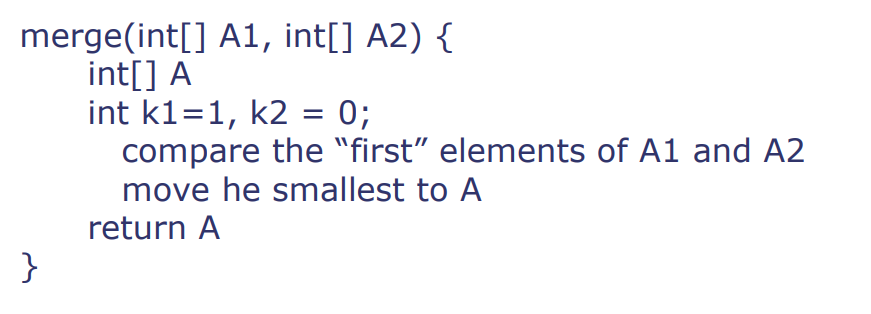 merge(int[] A1, int[] A2) {
int[] A
int k1=1, k2 = 0;
compare the “first” elements of A1 and A2
move he smallest to A
return A
}